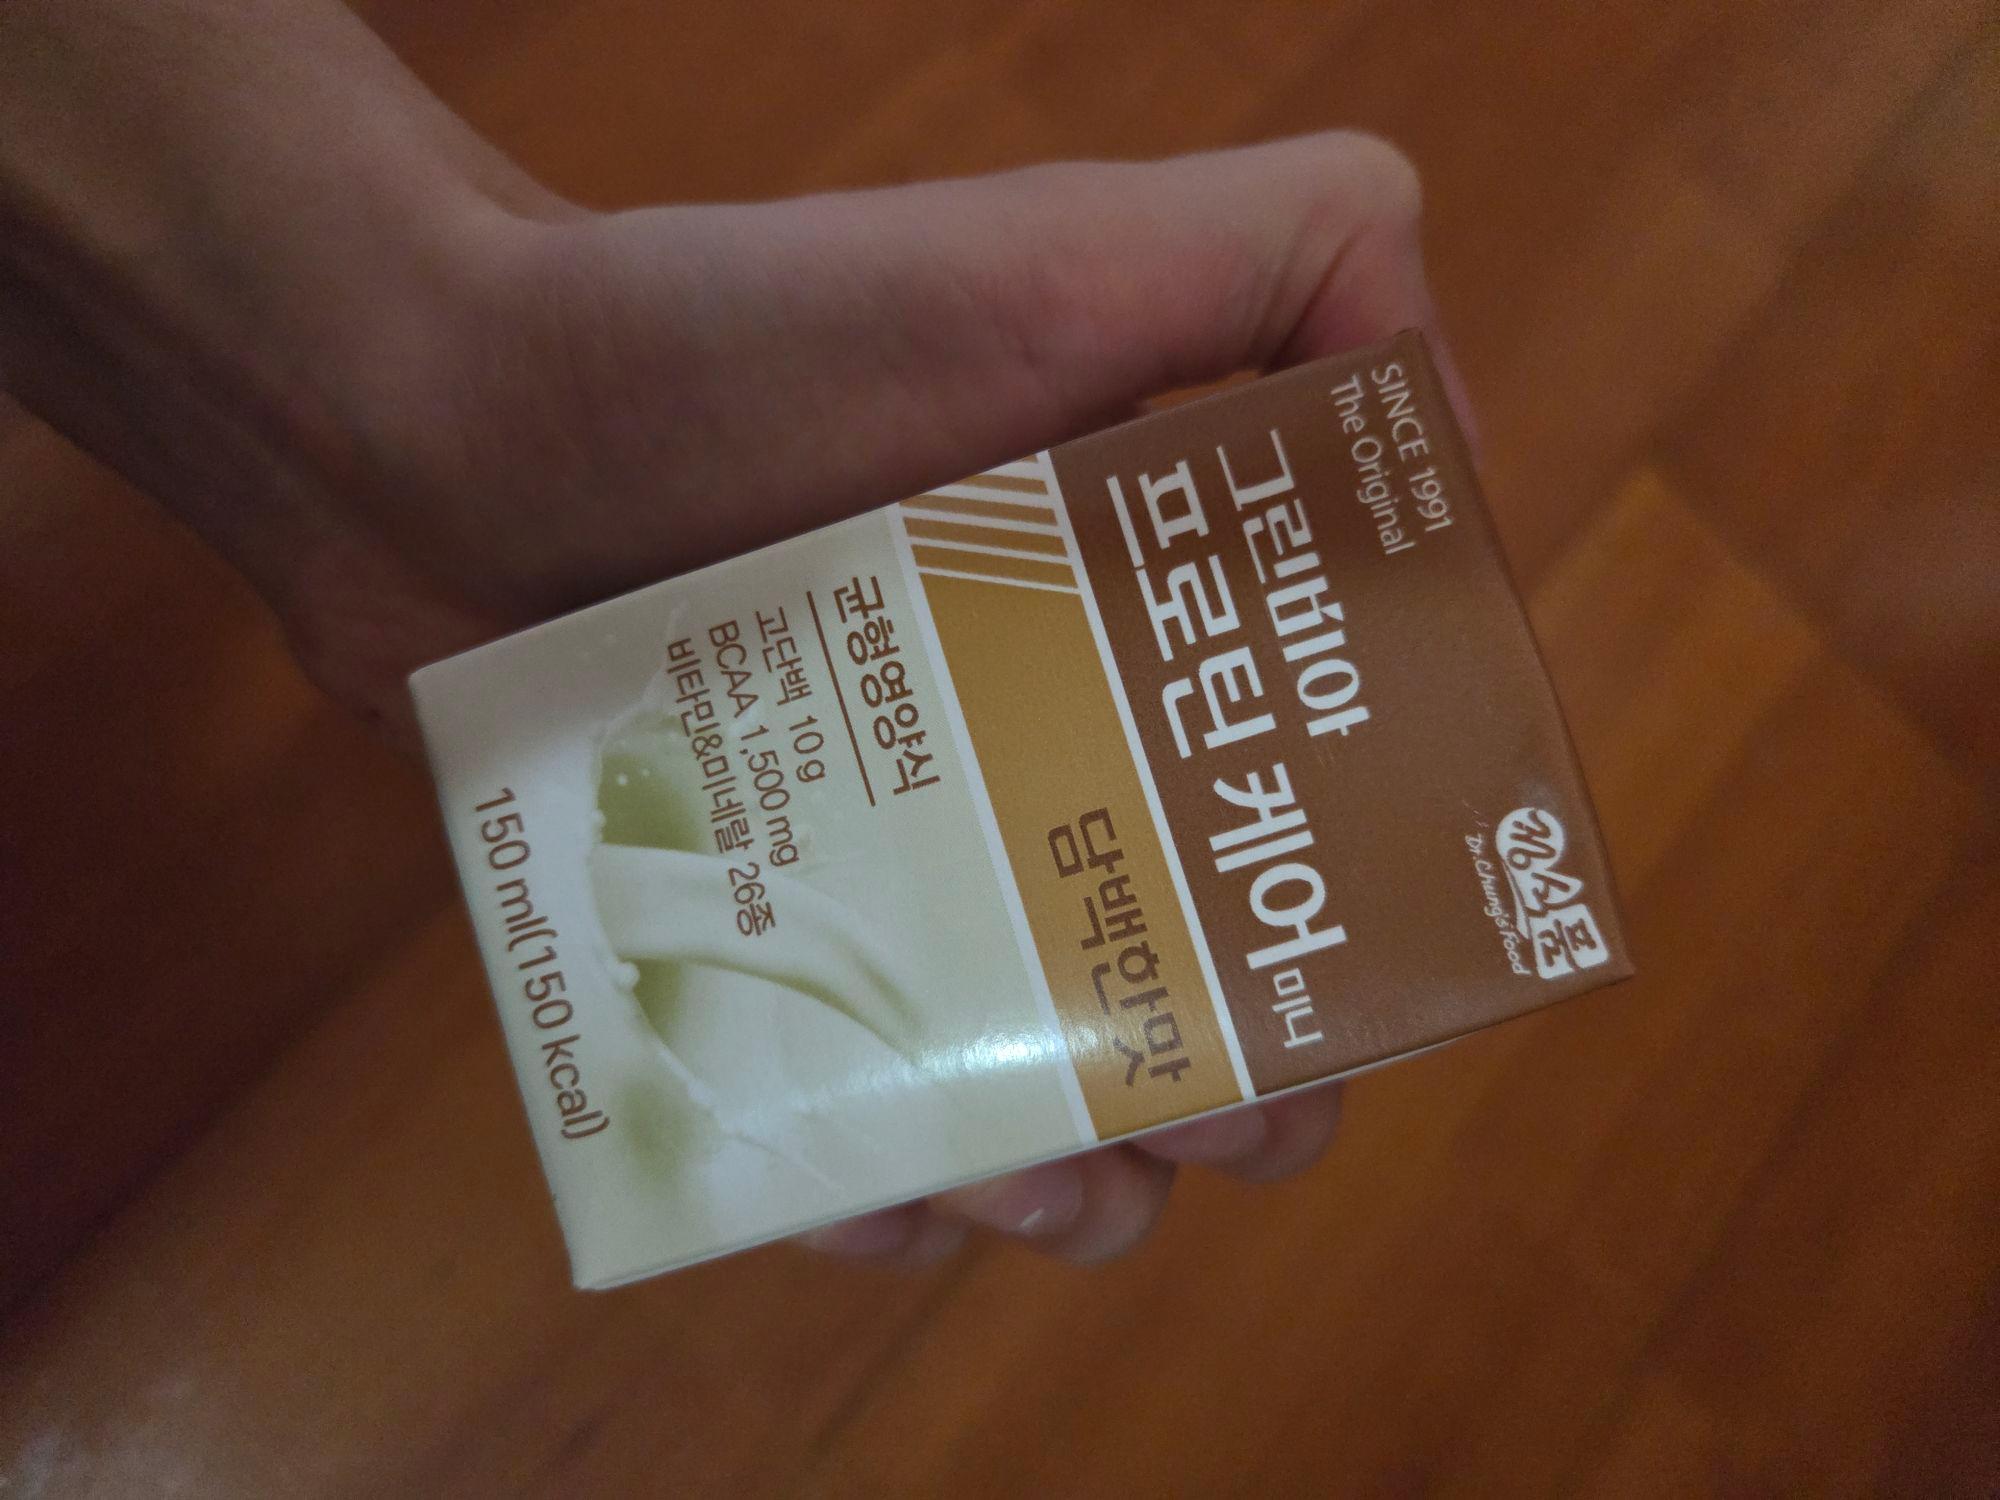 SINCE 1991
The Original
정식품
Dr.Chung's Food
그린비아
프로틴 케어 미니
담백한맛
균형영양식
고단백 10 g
BCAA 1,500 mg
비타민&미네랄 26종
150 ml(150 kcal)